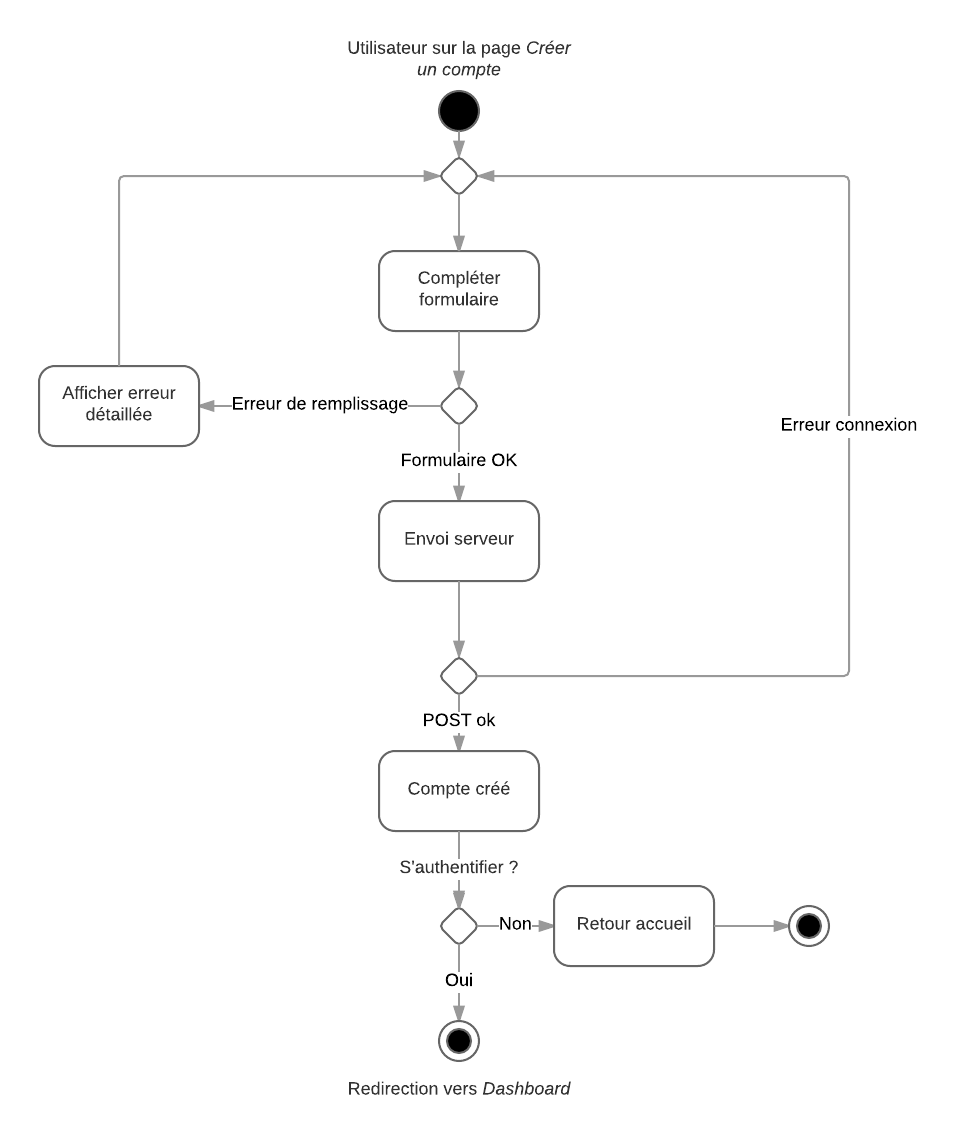 Utilisateur sur la page Créer
un compte
Compléter
formulaire
Afficher erreur
détaillée
Erreur de remplissage
Erreur connexion
Formulaire OK
Envoi serveur
POST ok
Compte créé
S'authentifier ?
Non
Retour accueil
Oui
Redirection vers Dashboard